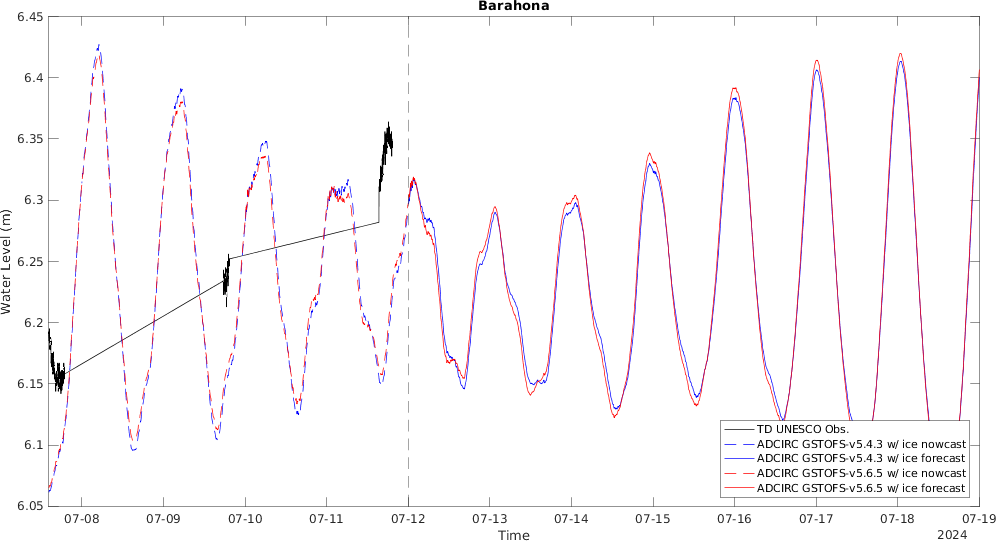 Barahona
6.45
6.4
6.35
6.3
6.25
6.2
6.15
6.1
6.05
Water Level (m)
07-08 07-09 07-10 07-11 07-12 07-13 07-14 07-15 07-16 07-17 07-18 07-19
Time
2024
TD UNESCO Obs.
ADCIRC GSTOFS-v5.4.3 w/ ice nowcast
ADCIRC GSTOFS-v5.4.3 w/ ice forecast
ADCIRC GSTOFS-v5.6.5 w/ ice nowcast
ADCIRC GSTOFS-v5.6.5 w/ ice forecast